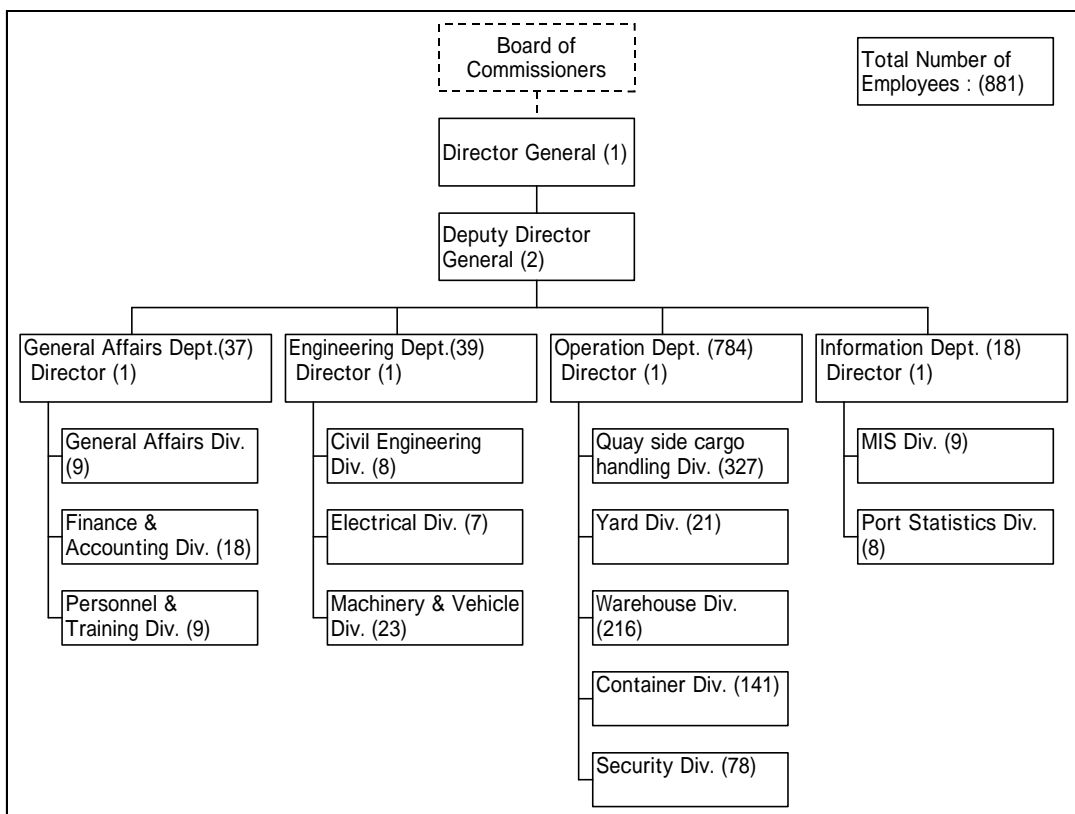 Board of
Commissioners
Total Number of
Employees : (881)
Director General (1)
Deputy Director
General (2)
General Affairs Dept.(37)
Director (1)
General Affairs Div.
(9)
Finance &
Accounting Div. (18)
Personnel &
Training Div. (9)
Engineering Dept.(39)
Director (1)
Civil Engineering
Div. (8)
Electrical Div. (7)
Machinery & Vehicle
Div. (23)
Operation Dept. (784)
Director (1)
Quay side cargo
handling Div. (327)
Yard Div. (21)
Warehouse Div.
(216)
Container Div. (141)
Security Div. (78)
Information Dept. (18)
Director (1)
MIS Div. (9)
Port Statistics Div.
(8)